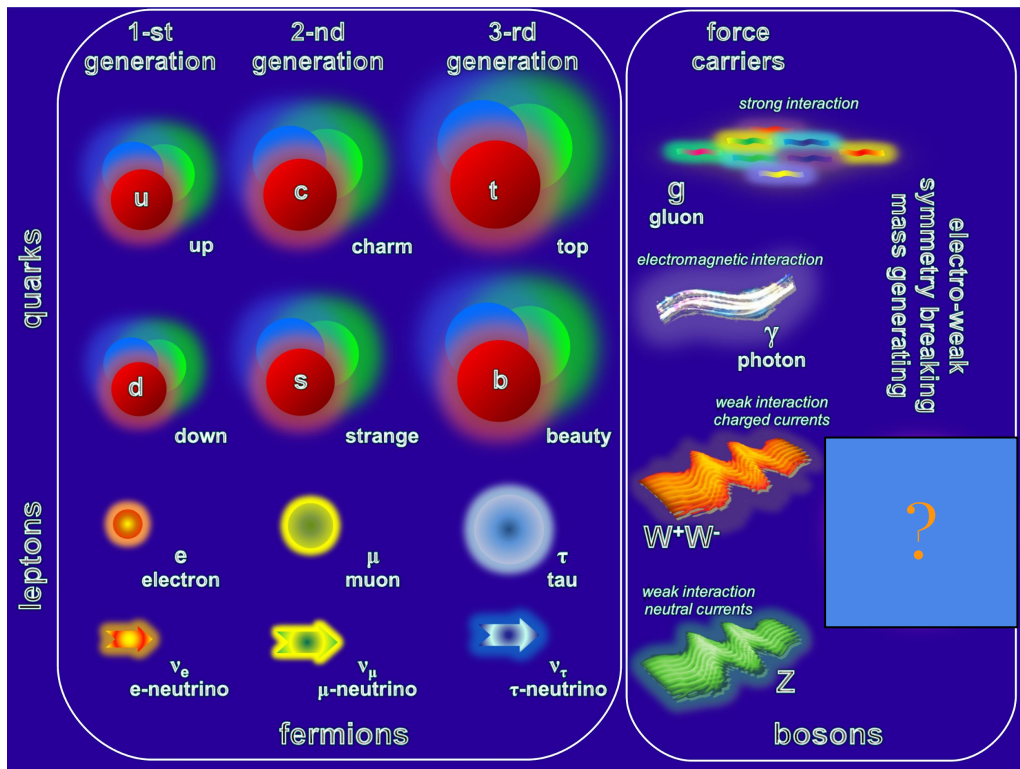 1-st
generation
2-nd
generation
3-rd
generation
force
carriers
quarks
u
up
c
charm
t
top
d
down
s
strange
b
beauty
leptons
e
electron
μ
muon
τ
tau
νe
e-neutrino
νμ
μ-neutrino
ντ
τ-neutrino
fermions
strong interaction
g
gluon
electromagnetic interaction
γ
photon
weak interaction
charged currents
W⁺W⁻
weak interaction
neutral currents
Z
electro-weak
symmetry breaking
mass generating
?
bosons